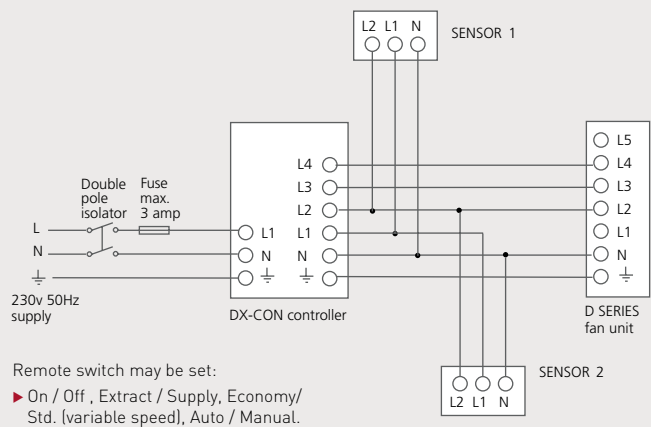 L2 L1 N
SENSOR 1
L5
L4
L3
L2
L1
N
D SERIES
fan unit
L4
L3
L2
L1
N
L1
N
DX-CON controller
Double
pole
isolator
Fuse
max.
3 amp
L
N
230v 50Hz
supply
SENSOR 2
L2 L1 N
Remote switch may be set:
▶ On / Off , Extract / Supply, Economy/
Std. (variable speed), Auto / Manual.